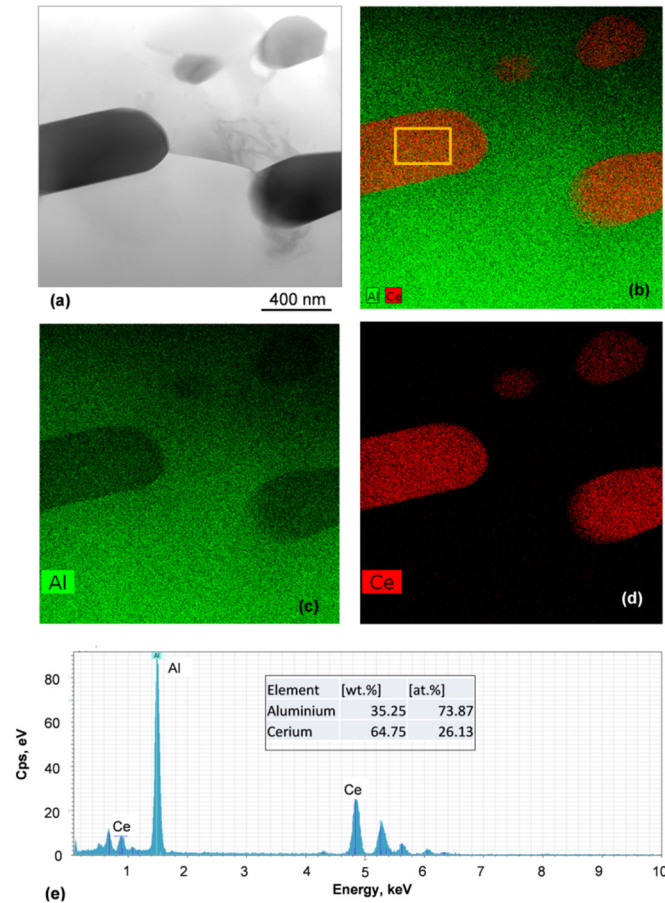 (a)
400 nm
Al Ce
(b)
Al
(c)
Ce
(d)
Cps, eV
80
60
40
20
0
Al
Al
Ce
Ce
Element [wt.%] [at.%]
Aluminium 35.25 73.87
Cerium 64.75 26.13
1 2 3 4 5 6 7 8 9 10
Energy, keV
(e)